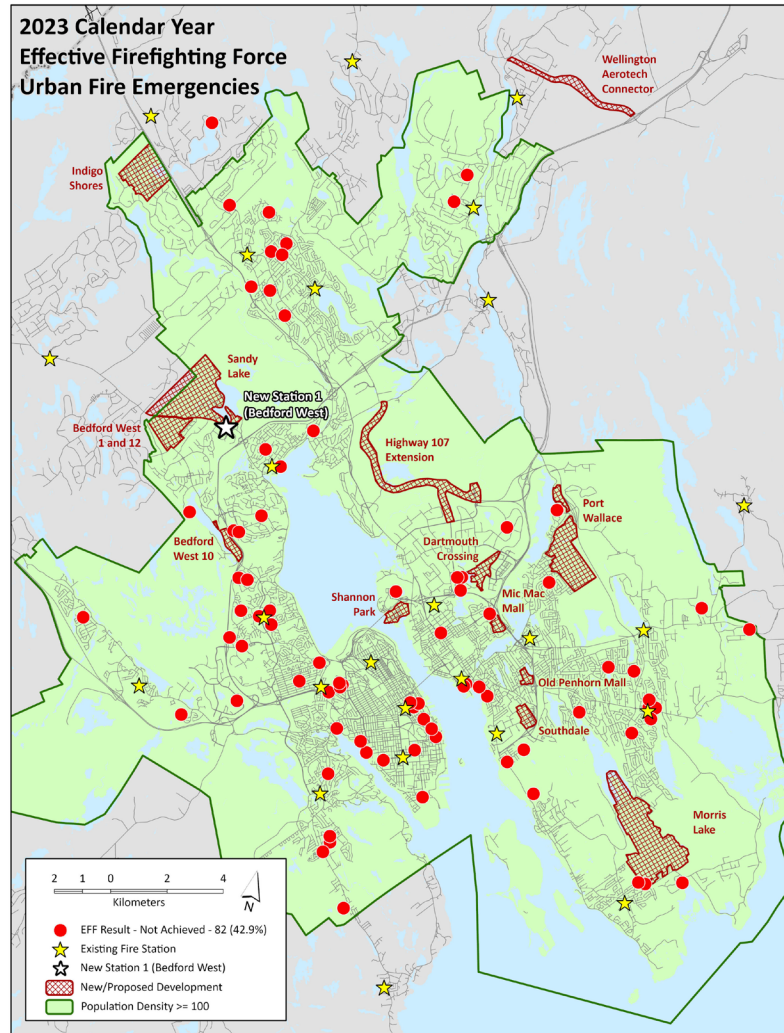 2023 Calendar Year
Effective Firefighting Force
Urban Fire Emergencies
Wellington
Aerotech
Connector
Indigo
Shores
Sandy
Lake
New Station 1
(Bedford West)
Bedford West
1 and 12
Highway 107
Extension
Port
Wallace
Bedford
West 10
Dartmouth
Crossing
Shannon
Park
Mic Mac
Mall
Old Penhorn Mall
Southdale
Morris
Lake
2 1 0 2 4
Kilometers
N
EFF Result - Not Achieved - 82 (42.9%)
Existing Fire Station
New Station 1 (Bedford West)
New/Proposed Development
Population Density >= 100